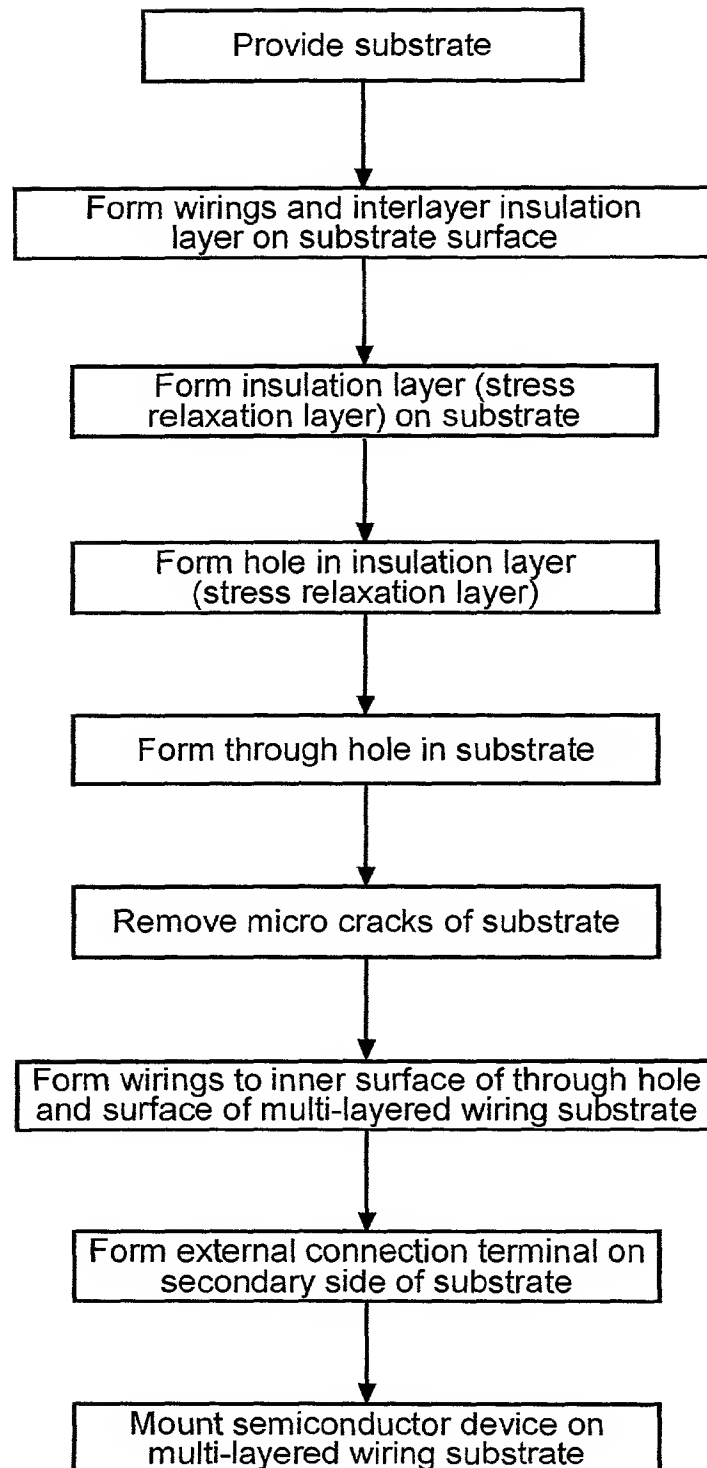 Provide substrate
Form wirings and interlayer insulation
layer on substrate surface
Form insulation layer (stress
relaxation layer) on substrate
Form hole in insulation layer
(stress relaxation layer)
Form through hole in substrate
Remove micro cracks of substrate
Form wirings to inner surface of through hole
and surface of multi-layered wiring substrate
Form external connection terminal on
secondary side of substrate
Mount semiconductor device on
multi-layered wiring substrate